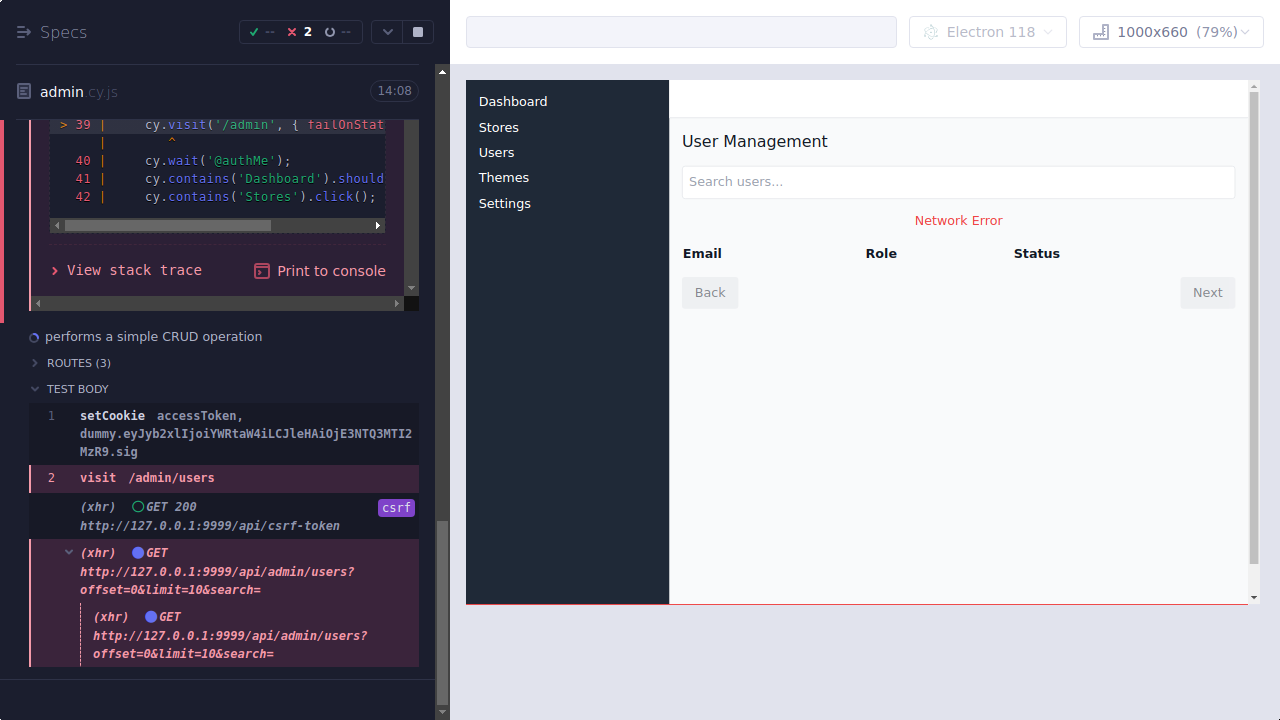 Specs
-- 2 --
admin.cy.js
14:08
> 39 | cy.visit('/admin', { failOnStat
| ^
40 | cy.wait('@authMe');
41 | cy.contains('Dashboard').should
42 | cy.contains('Stores').click();
View stack trace
Print to console
performs a simple CRUD operation
ROUTES (3)
TEST BODY
1 setCookie accessToken,
dummy.eyJyb2xlIjoiYWRtaW4iLCJleHAiOjE3NTQ3MTI2
MzR9.sig
2 visit /admin/users
(xhr) GET 200
http://127.0.0.1:9999/api/csrf-token
csrf
(xhr) GET
http://127.0.0.1:9999/api/admin/users?
offset=0&limit=10&search=
(xhr) GET
http://127.0.0.1:9999/api/admin/users?
offset=0&limit=10&search=
Electron 118
1000x660 (79%)
Dashboard
Stores
Users
Themes
Settings
User Management
Search users...
Network Error
Email Role Status
Back
Next